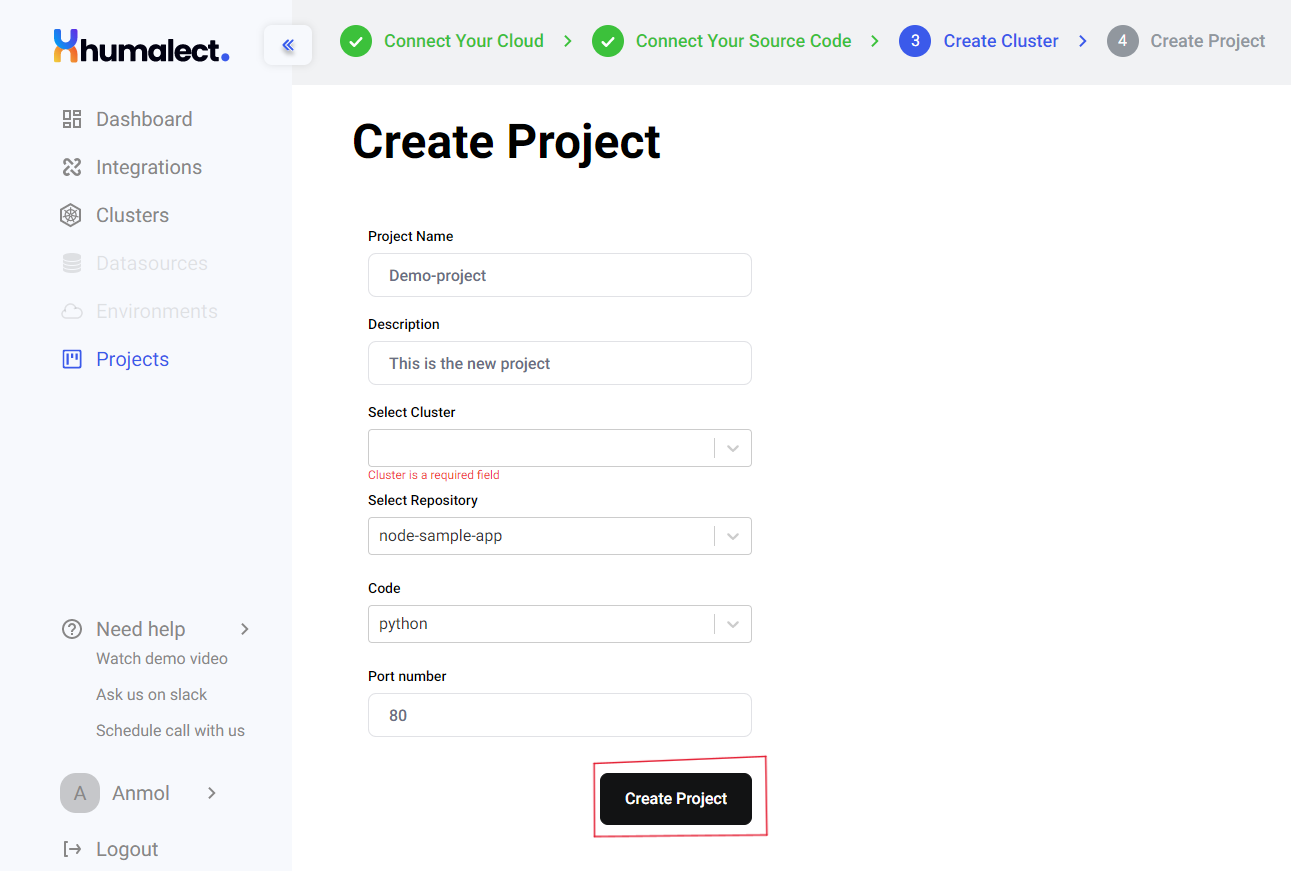 humalect.
Connect Your Cloud
Connect Your Source Code
3 Create Cluster
4 Create Project
Dashboard
Integrations
Clusters
Datasources
Environments
Projects
Need help
Watch demo video
Ask us on slack
Schedule call with us
A Anmol
Logout
Create Project
Project Name
Demo-project
Description
This is the new project
Select Cluster
Cluster is a required field
Select Repository
node-sample-app
Code
python
Port number
80
Create Project